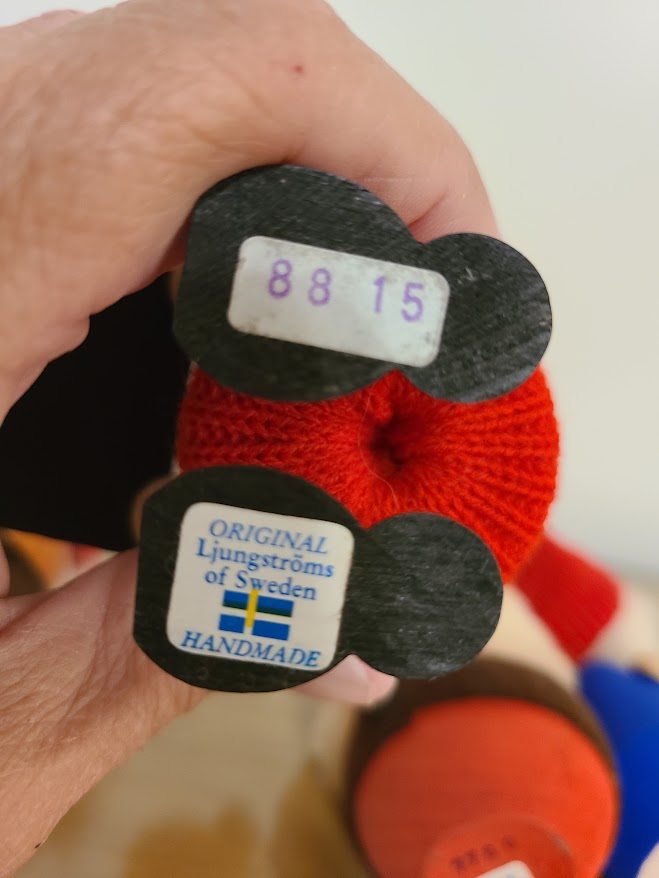 88 15
ORIGINAL
Ljungströms
of Sweden
HANDMADE